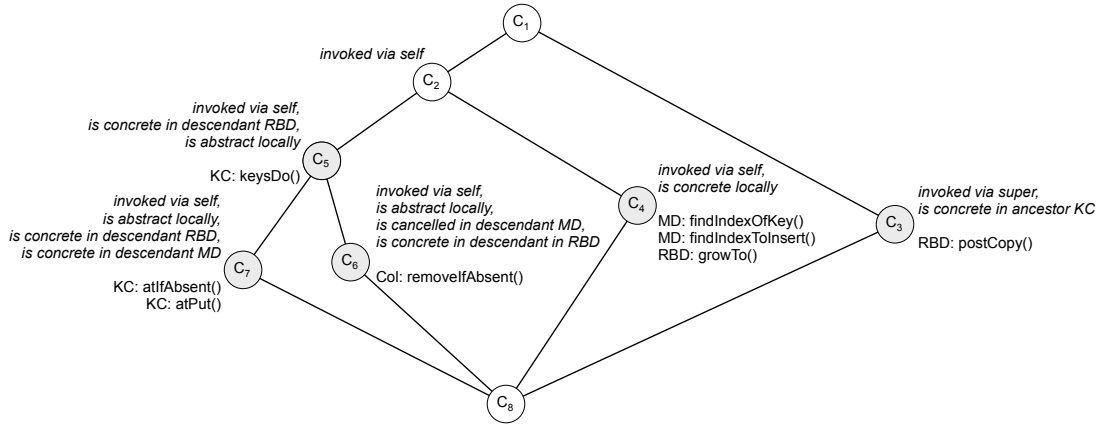 C1
invoked via self
C2
invoked via self,
is concrete in descendant RBD,
is abstract locally
C5
KC: keysDo()
invoked via self,
is concrete locally
C4
MD: findIndexOfKey()
MD: findIndexToInsert()
RBD: growTo()
invoked via super,
is concrete in ancestor KC
C3
RBD: postCopy()
invoked via self,
is abstract locally,
is cancelled in descendant MD,
is concrete in descendant in RBD
C6
Col: removeIfAbsent()
invoked via self,
is abstract locally,
is concrete in descendant RBD,
is concrete in descendant MD
C7
KC: atIfAbsent()
KC: atPut()
C8